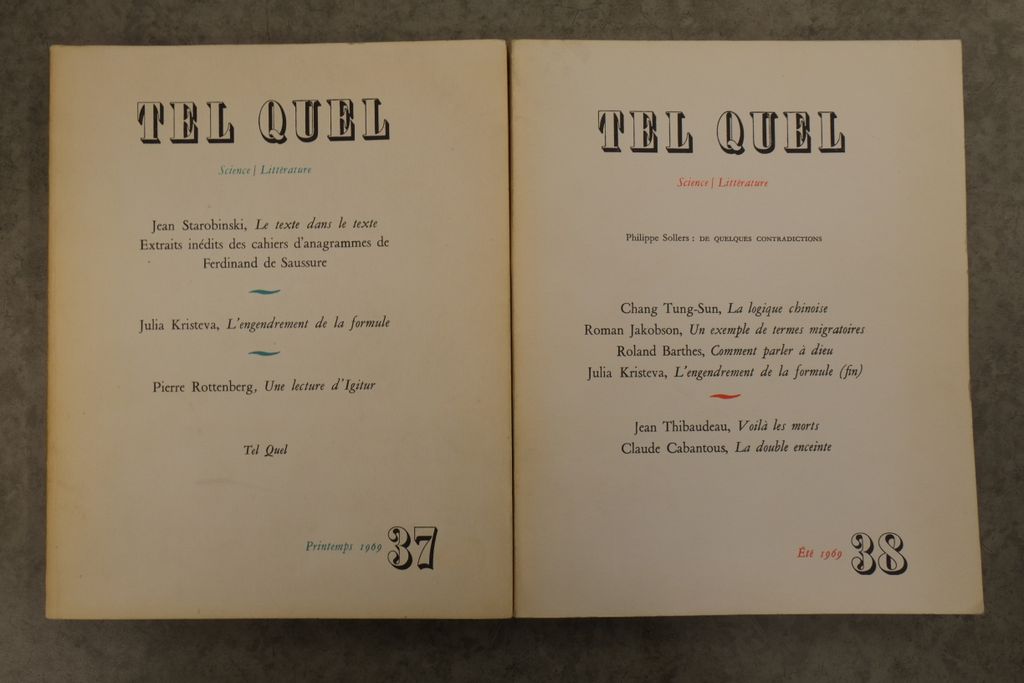 TEL QUEL
Science | Littérature
Jean Starobinski, Le texte dans le texte
Extraits inédits des cahiers d'anagrammes de
Ferdinand de Saussure
Julia Kristeva, L'engendrement de la formule
Pierre Rottenberg, Une lecture d'Igitur
Tel Quel
Printemps 1969 37
TEL QUEL
Science | Littérature
Philippe Sollers : DE QUELQUES CONTRADICTIONS
Chang Tung-Sun, La logique chinoise
Roman Jakobson, Un exemple de termes migratoires
Roland Barthes, Comment parler à dieu
Julia Kristeva, L'engendrement de la formule (fin)
Jean Thibaudeau, Voilà les morts
Claude Cabantous, La double enceinte
Été 1969 38